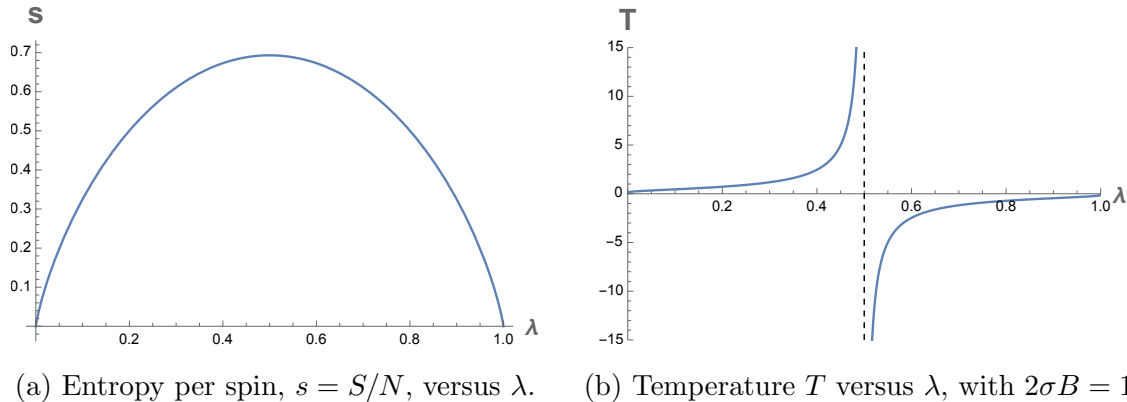 s
0.7
0.6
0.5
0.4
0.3
0.2
0.1
0.2 0.4 0.6 0.8 1.0 λ
T
15
10
5
0
0.2 0.4 0.6 0.8 1.0 λ
-5
-10
-15
(a) Entropy per spin, s = S/N, versus λ.
(b) Temperature T versus λ, with 2σB = 1